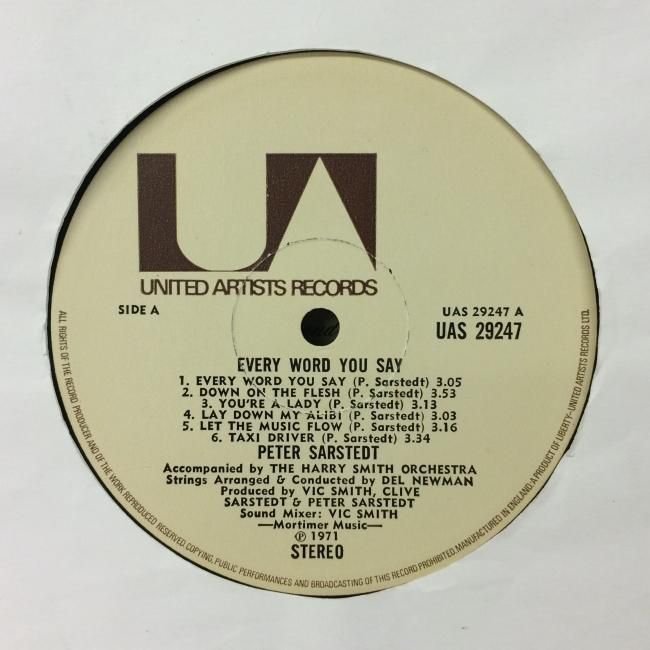 UA
UNITED ARTISTS RECORDS
SIDE A
UAS 29247 A
UAS 29247
EVERY WORD YOU SAY
1. EVERY WORD YOU SAY (P. Sarstedt) 3.05
2. DOWN ON THE FLESH (P. Sarstedt) 3.53
3. YOU'RE A LADY (P. Sarstedt) 3.13
4. LAY DOWN MY ALIBI (P. Sarstedt) 3.03
5. LET THE MUSIC FLOW (P. Sarstedt) 3.16
6. TAXI DRIVER (P. Sarstedt) 3.34
PETER SARSTEDT
Accompanied by THE HARRY SMITH ORCHESTRA
Strings Arranged & Conducted by DEL NEWMAN
Produced by VIC SMITH, CLIVE
SARSTEDT & PETER SARSTEDT
Sound Mixer: VIC SMITH
—Mortimer Music—
℗ 1971
STEREO
ALL RIGHTS OF THE RECORD PRODUCER AND OF THE WORK REPRODUCED RESERVED. COPYING, PUBLIC PERFORMANCES AND BROADCASTING OF THIS RECORD PROHIBITED. MANUFACTURED IN ENGLAND. A PRODUCT OF LIBERTY–UNITED ARTISTS RECORDS LTD.